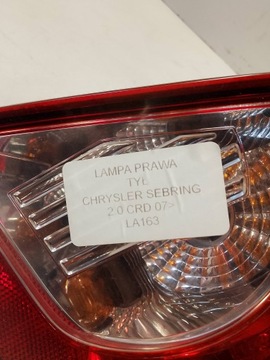 LAMPA PRAWA
TYŁ
CHRYSLER SEBRING
2.0 CRD 07>
LA163